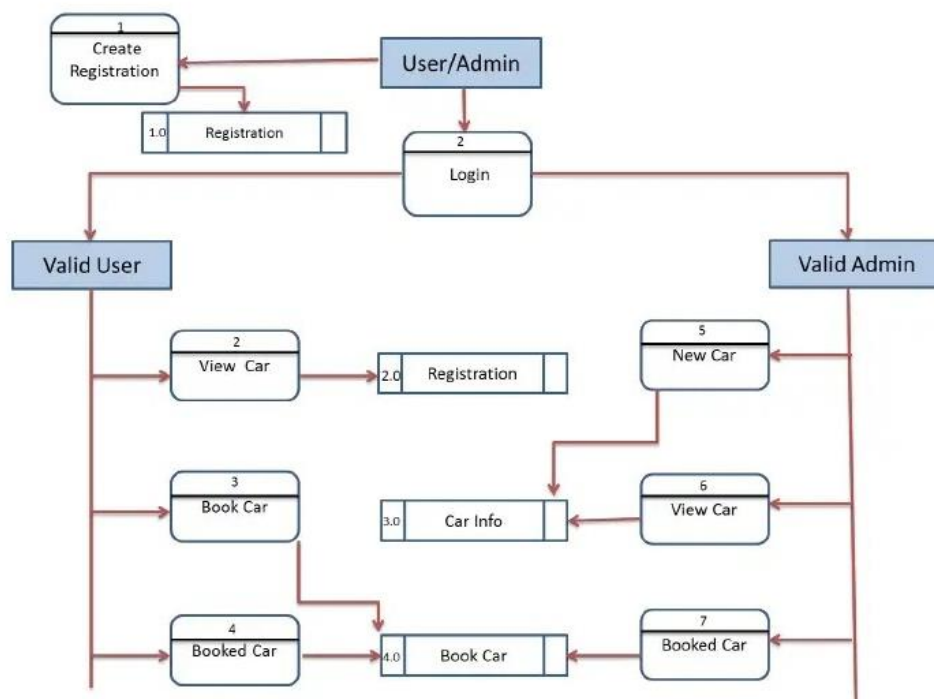 1
Create
Registration
User/Admin
1.0 Registration
2
Login
Valid User
Valid Admin
2
View Car
2.0 Registration
5
New Car
3
Book Car
3.0 Car Info
6
View Car
4
Booked Car
4.0 Book Car
7
Booked Car